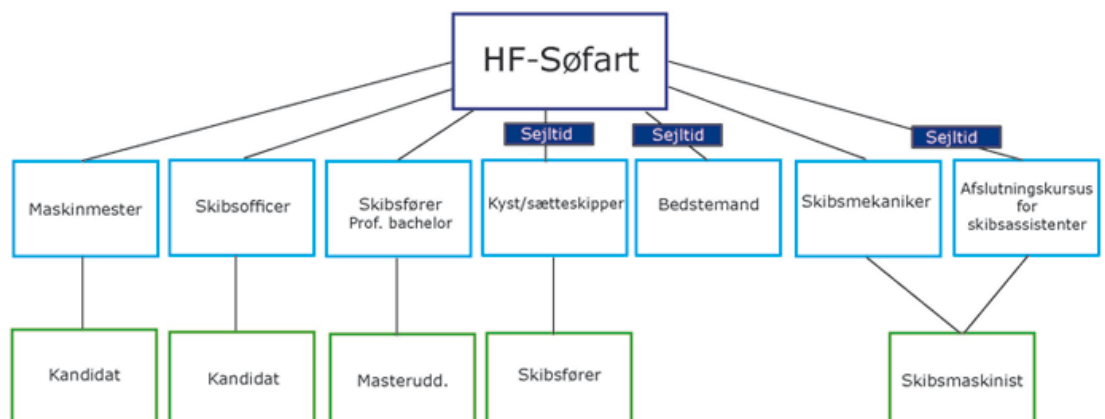 HF-Søfart
Sejltid
Sejltid
Sejltid
Maskinmester
Skibsofficer
Skibsfører
Prof. bachelor
Kyst/sætteskipper
Bedstemand
Skibsmekaniker
Afslutningskursus
for
skibsassistenter
Kandidat
Kandidat
Masterudd.
Skibsfører
Skibsmaskinist